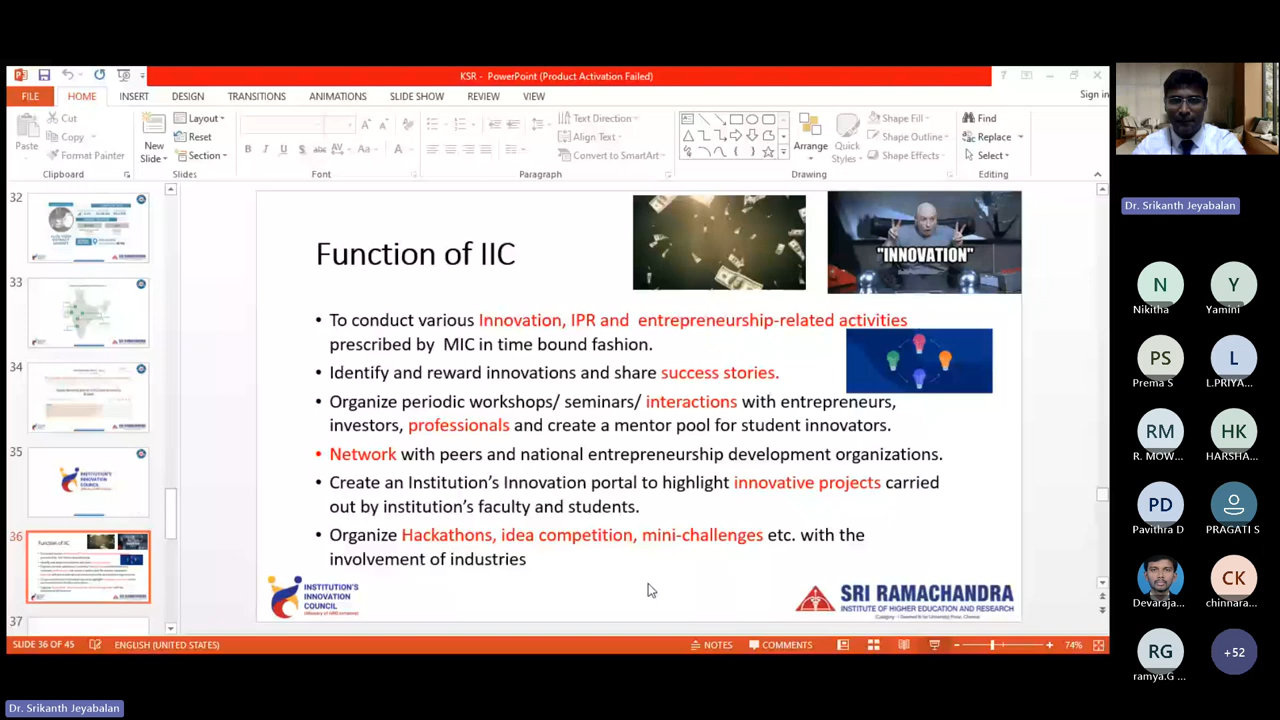 KSR - PowerPoint (Product Activation Failed)
FILE HOME INSERT DESIGN TRANSITIONS ANIMATIONS SLIDE SHOW REVIEW VIEW
Sign in
Paste
Cut
Copy
Format Painter
Clipboard
New
Slide
Layout
Reset
Section
Slides
Font
Text Direction
Align Text
Convert to SmartArt
Paragraph
Arrange
Quick
Styles
Shape Fill
Shape Outline
Shape Effects
Drawing
Find
Replace
Select
Editing
32
33
34
35
36
37
Function of IIC
"INNOVATION"
• To conduct various Innovation, IPR and entrepreneurship-related activities
prescribed by MIC in time bound fashion.
• Identify and reward innovations and share success stories.
• Organize periodic workshops/ seminars/ interactions with entrepreneurs,
investors, professionals and create a mentor pool for student innovators.
• Network with peers and national entrepreneurship development organizations.
• Create an Institution's Innovation portal to highlight innovative projects carried
out by institution's faculty and students.
• Organize Hackathons, idea competition, mini-challenges etc. with the
involvement of industries
INSTITUTION'S
INNOVATION
COUNCIL
SRI RAMACHANDRA
INSTITUTE OF HIGHER EDUCATION AND RESEARCH
SLIDE 36 OF 45
ENGLISH (UNITED STATES)
NOTES
COMMENTS
74%
Dr. Srikanth Jeyabalan
N
Nikitha
Y
Yamini
PS
Prema S
L
L.PRIYA...
RM
R. MOW...
HK
HARSHA...
PD
Pavithra D
PRAGATI S
Devaraja...
CK
chinnara...
RG
ramya.G ...
+52
Dr. Srikanth Jeyabalan